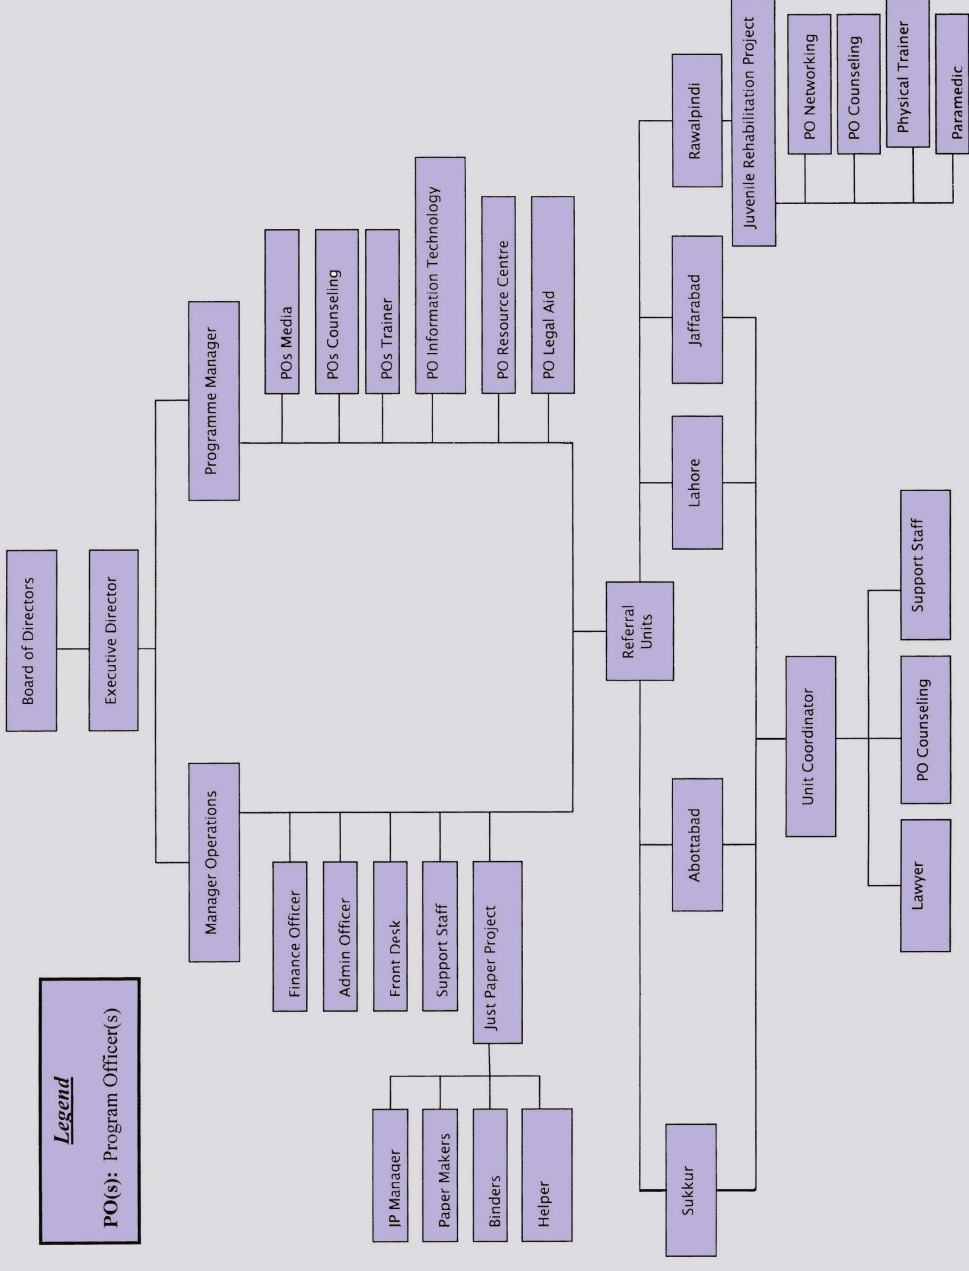 Board of Directors
Executive Director
Manager Operations
Programme Manager
Finance Officer
Admin Officer
Front Desk
Support Staff
Just Paper Project
JP Manager
Paper Makers
Binders
Helper
POs Media
POs Counseling
POs Trainer
PO Information Technology
PO Resource Centre
PO Legal Aid
Referral
Units
Sukkur
Abottabad
Lahore
Jaffarabad
Rawalpindi
Juvenile Rehabilitation Project
PO Networking
PO Counseling
Physical Trainer
Paramedic
Unit Coordinator
Lawyer
PO Counseling
Support Staff
Legend
PO(s): Program Officer(s)